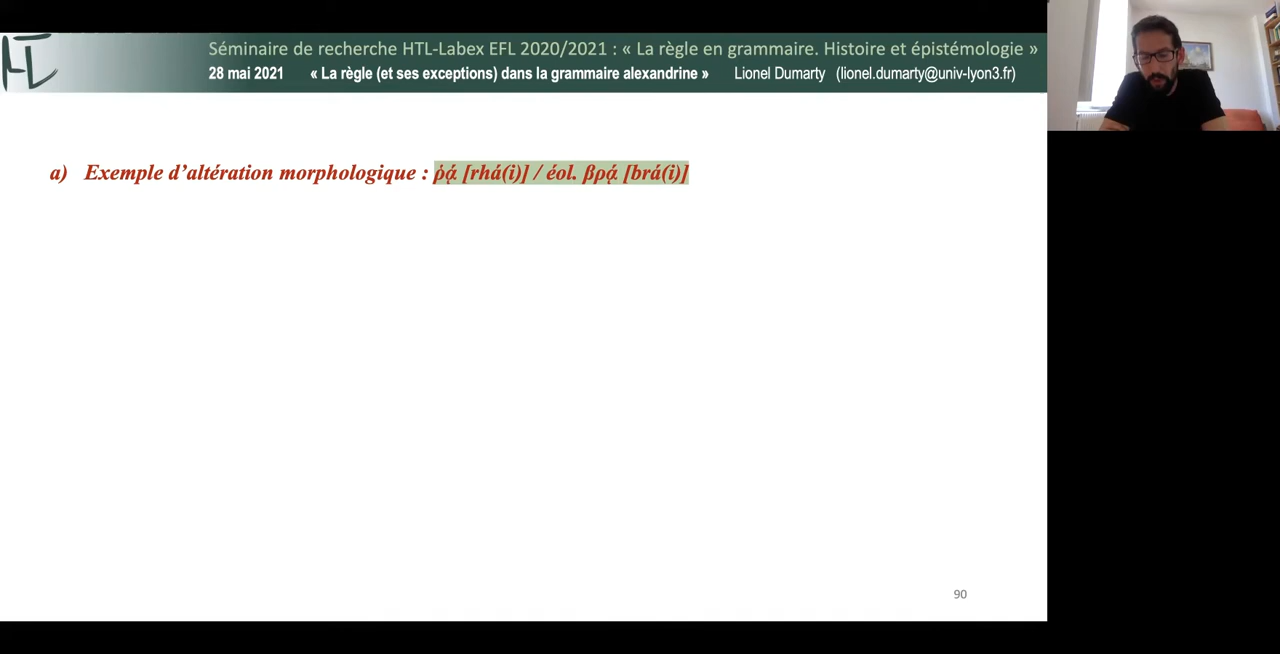 HTL
Séminaire de recherche HTL-Labex EFL 2020/2021 : « La règle en grammaire. Histoire et épistémologie »
28 mai 2021 « La règle (et ses exceptions) dans la grammaire alexandrine » Lionel Dumarty (lionel.dumarty@univ-lyon3.fr)
a) Exemple d’altération morphologique : ῥᾴ [rhá(i)] / éol. βρᾴ [brá(i)]
90